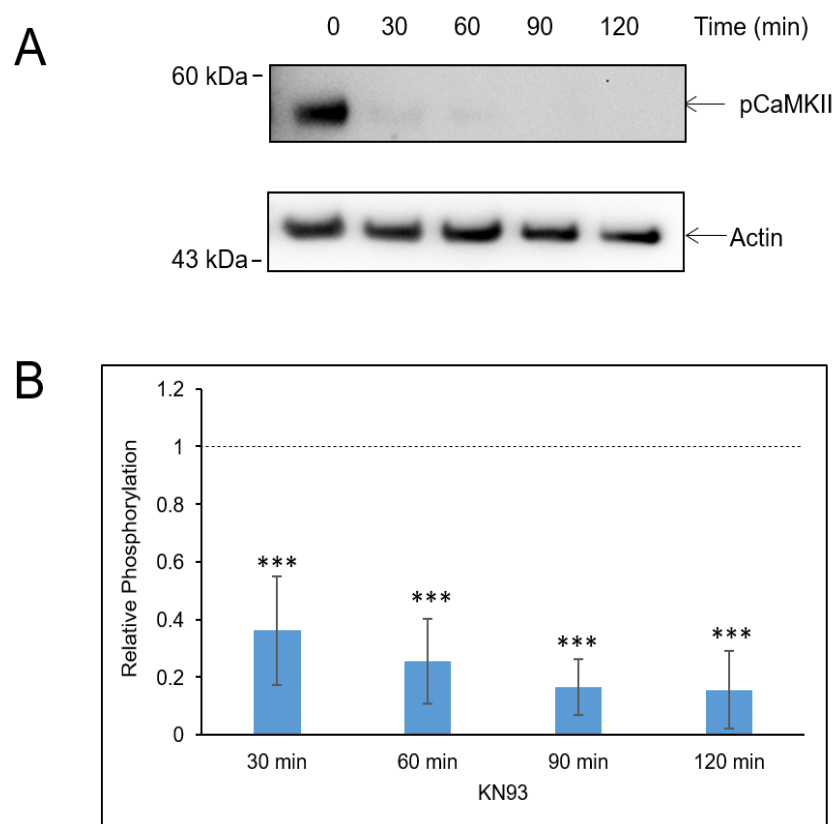 A
0 30 60 90 120 Time (min)
60 kDa
pCaMKII
Actin
43 kDa
B
1.2
1
0.8
0.6
0.4
0.2
0
Relative Phosphorylation
***
***
***
***
30 min 60 min 90 min 120 min
KN93